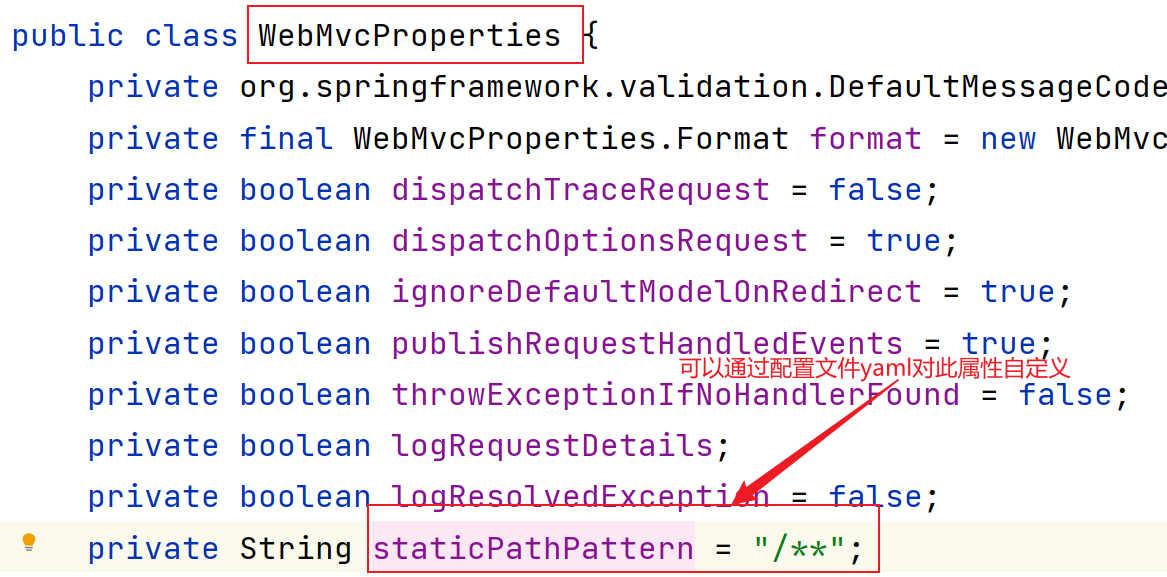 public class WebMvcProperties {
private org.springframework.validation.DefaultMessageCode
private final WebMvcProperties.Format format = new WebMvc
private boolean dispatchTraceRequest = false;
private boolean dispatchOptionsRequest = true;
private boolean ignoreDefaultModelOnRedirect = true;
private boolean publishRequestHandledEvents = true;
可以通过配置文件yaml对此属性自定义
private boolean throwExceptionIfNoHandlerFound = false;
private boolean logRequestDetails;
private boolean logResolvedException = false;
private String staticPathPattern = "/**";